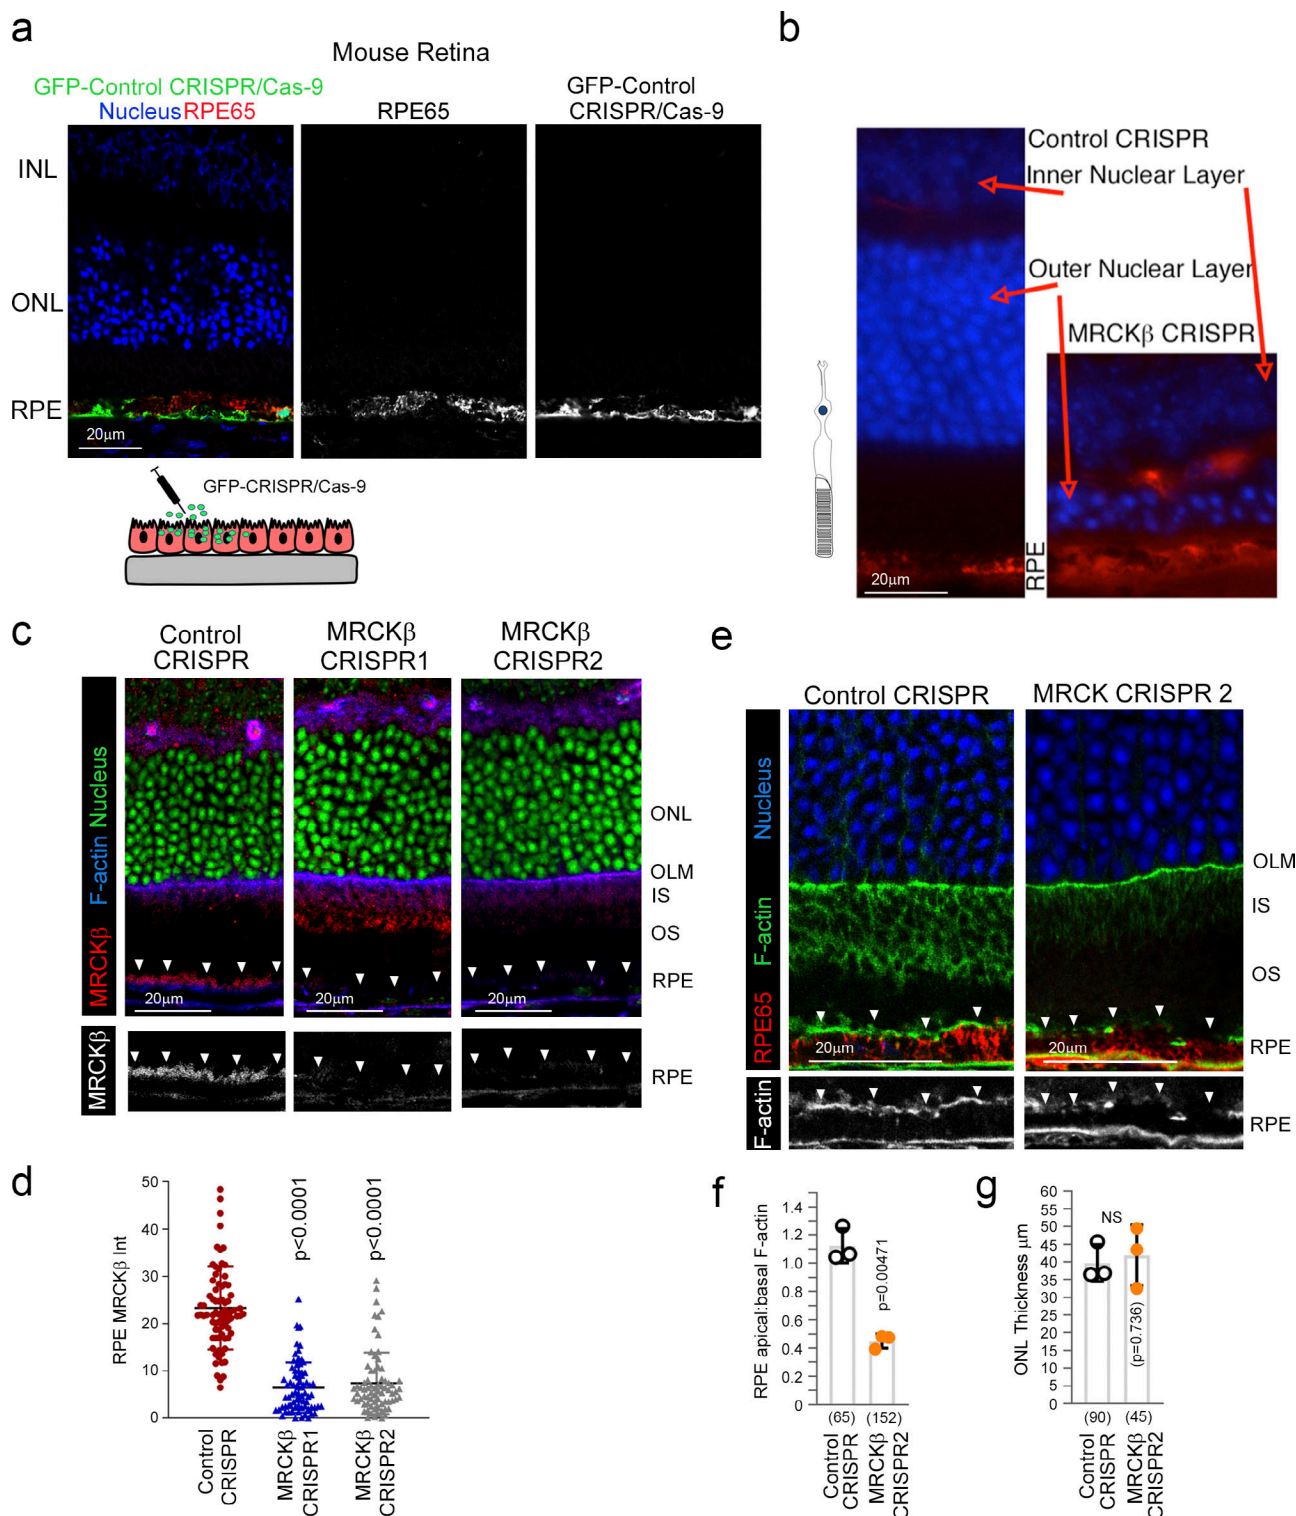 a
Mouse Retina
GFP-Control CRISPR/Cas-9
Nucleus RPE65
RPE65
GFP-Control
CRISPR/Cas-9
INL
ONL
RPE
20μm
GFP-CRISPR/Cas-9
b
Control CRISPR
Inner Nuclear Layer
Outer Nuclear Layer
MRCKβ CRISPR
RPE
20μm
c
Control
CRISPR
MRCKβ
CRISPR1
MRCKβ
CRISPR2
MRCKβ F-actin Nucleus
ONL
OLM
IS
OS
RPE
20μm
20μm
20μm
MRCKβ
RPE
d
RPE MRCKβ Int
50
40
30
20
10
0
p<0.0001
p<0.0001
Control
CRISPR
MRCKβ
CRISPR1
MRCKβ
CRISPR2
e
Control CRISPR
MRCK CRISPR 2
RPE65 F-actin Nucleus
OLM
IS
OS
RPE
20μm
20μm
F-actin
RPE
f
RPE apical:basal F-actin
1.4
1.2
1
0.8
0.6
0.4
0.2
0
p=0.00471
(65)
(152)
Control
CRISPR
MRCKβ
CRISPR2
g
ONL Thickness μm
60
55
50
45
40
35
30
25
20
15
10
5
0
NS
(p=0.736)
(90)
(45)
Control
CRISPR
MRCKβ
CRISPR2